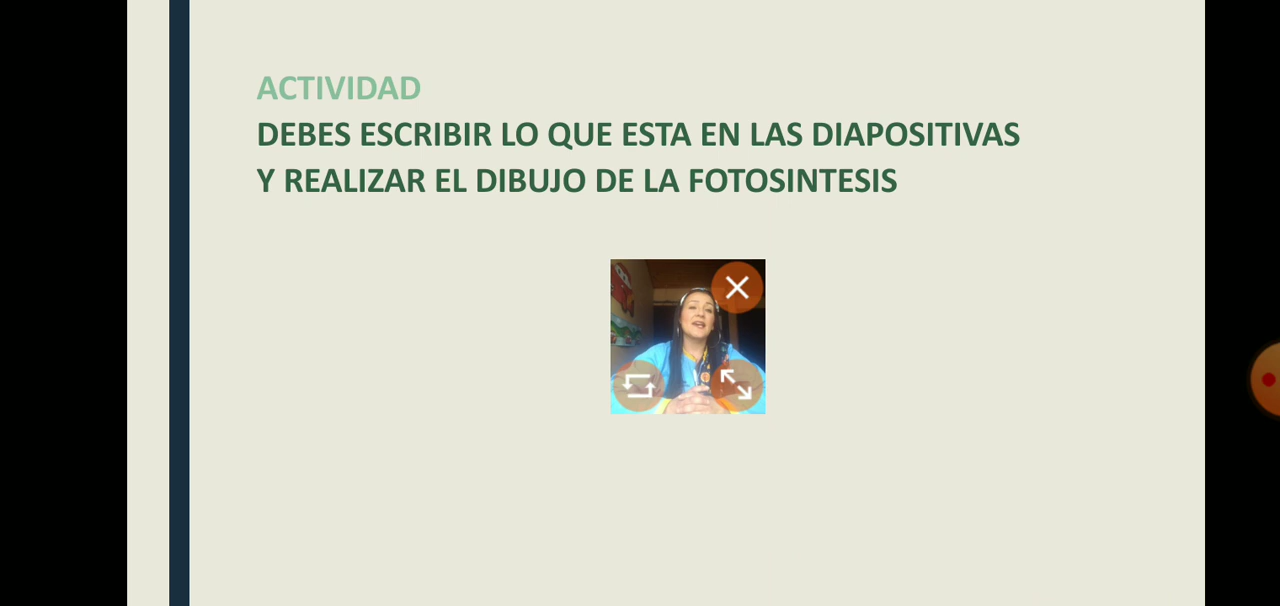 ACTIVIDAD
DEBES ESCRIBIR LO QUE ESTA EN LAS DIAPOSITIVAS
Y REALIZAR EL DIBUJO DE LA FOTOSINTESIS